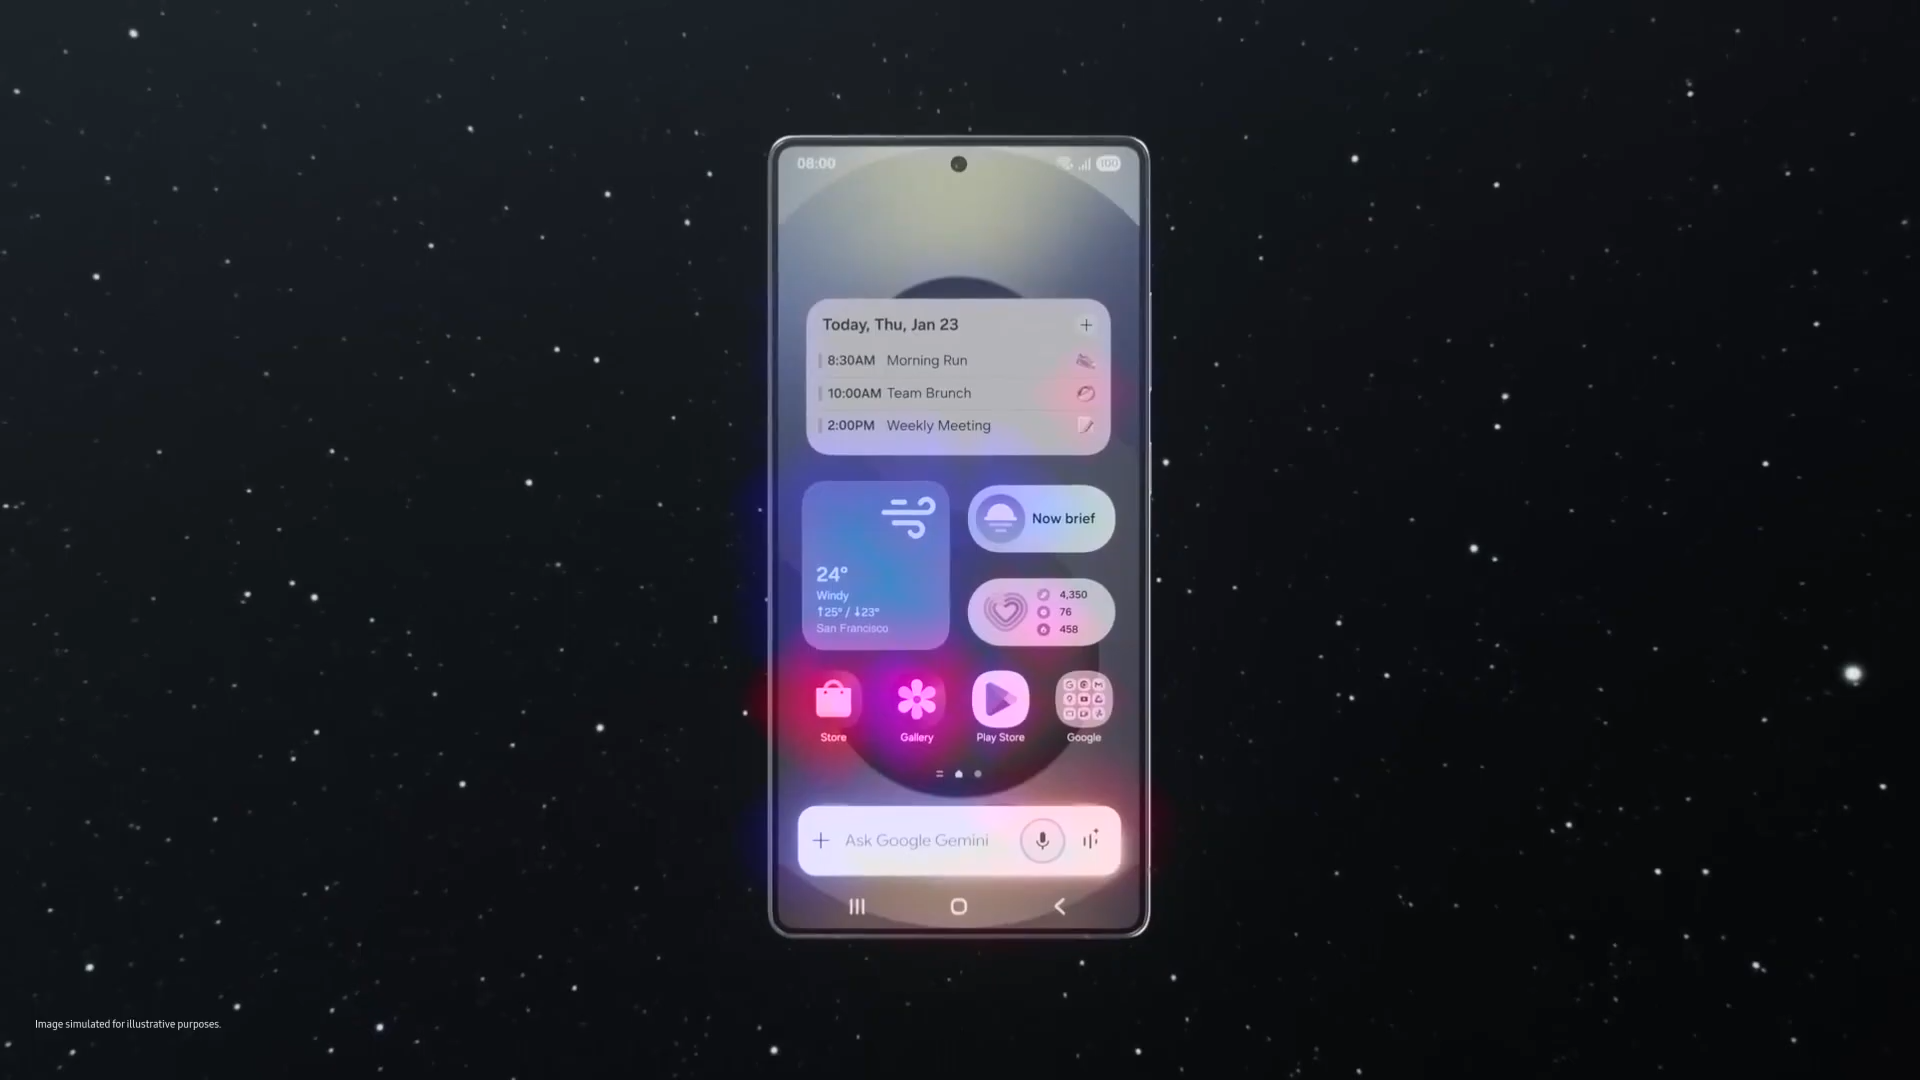 08:00
100
Today, Thu, Jan 23
8:30AM Morning Run
10:00AM Team Brunch
2:00PM Weekly Meeting
24°
Windy
↑25° / ↓23°
San Francisco
Now brief
4,350
76
458
Store
Gallery
Play Store
Google
Ask Google Gemini
Image simulated for illustrative purposes.